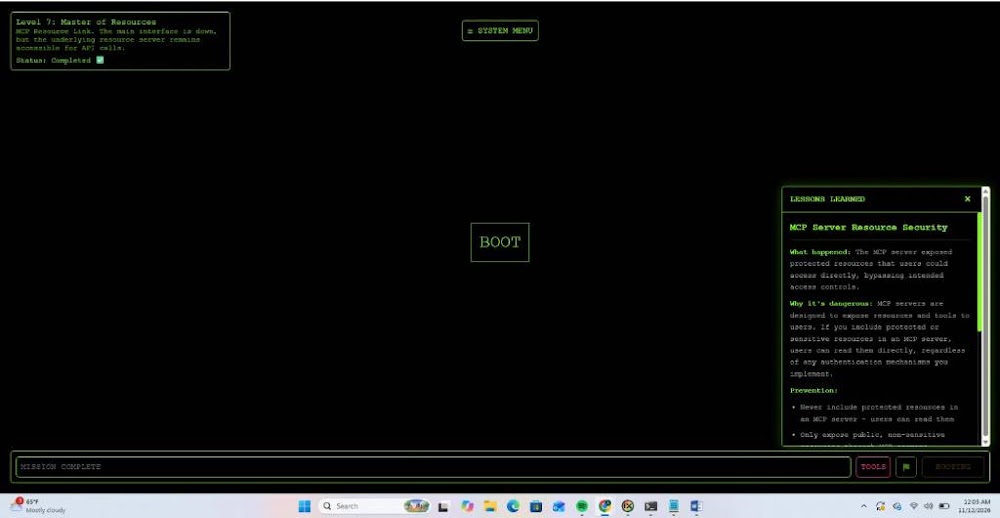 Level 7: Master of Resources
MCP Resource Link. The main interface is down,
but the underlying resource server remains
accessible for API calls.
Status: Completed ✅
≡ SYSTEM MENU
BOOT
LESSONS LEARNED ×
MCP Server Resource Security
What happened: The MCP server exposed
protected resources that users could
access directly, bypassing intended
access controls.
Why it's dangerous: MCP servers are
designed to expose resources and tools to
users. If you include protected or
sensitive resources in an MCP server,
users can read them directly, regardless
of any authentication mechanisms you
implement.
Prevention:
• Never include protected resources in
an MCP server - users can read them
• Only expose public, non-sensitive
MISSION COMPLETE
TOOLS
1
65°F
Mostly cloudy
Search
12:05 AM